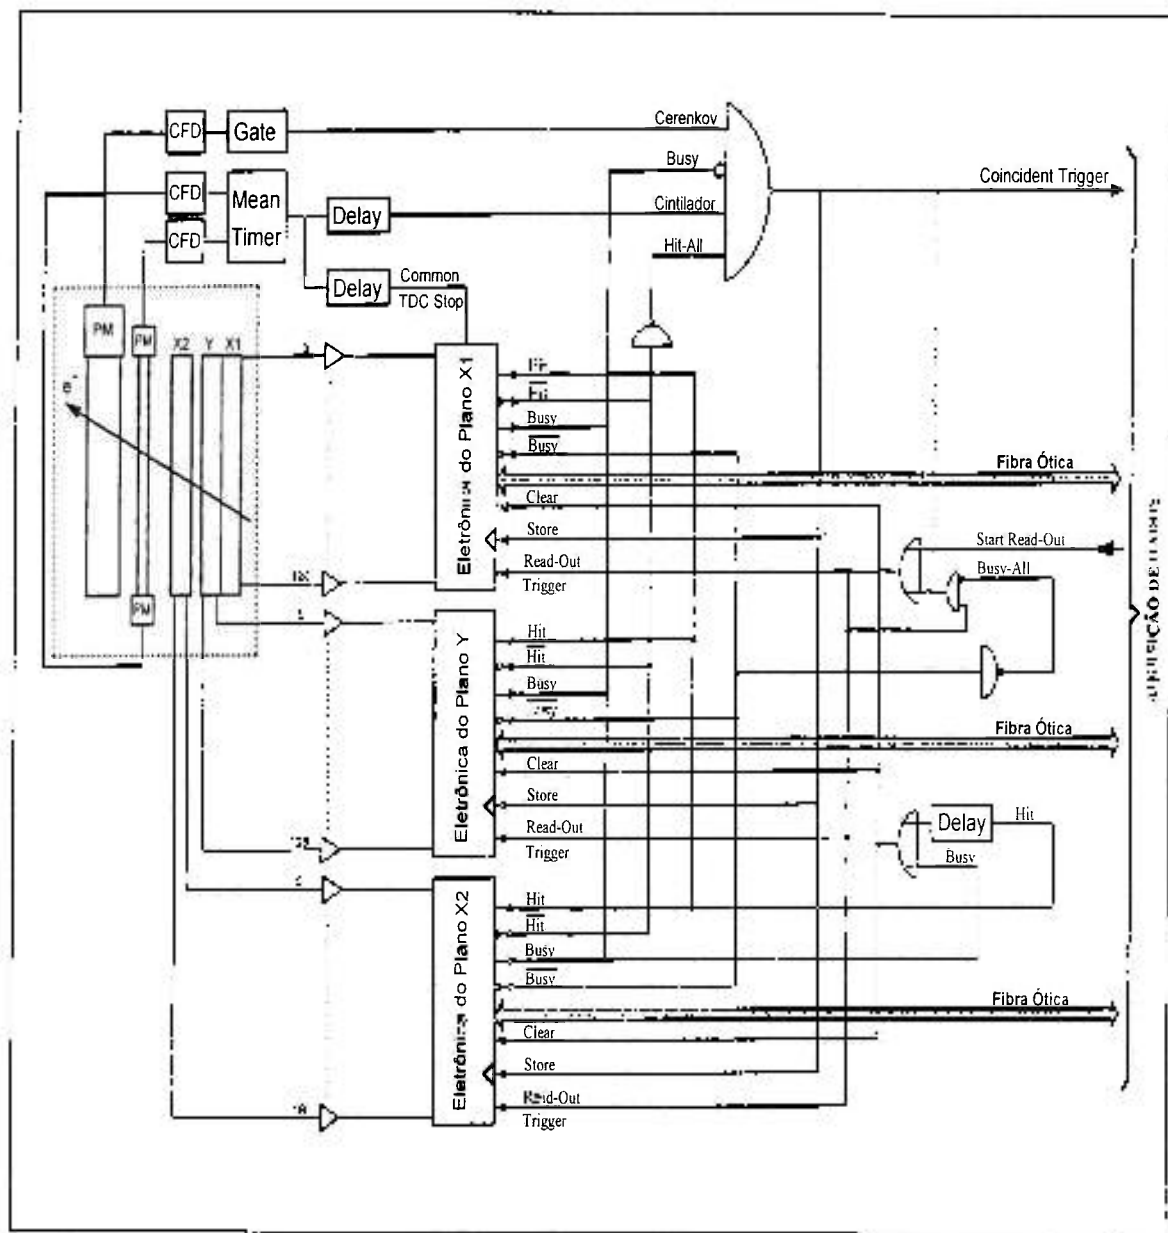 CFD
Gate
Cerenkov
Busy
Coincident Trigger
CFD
Mean
Timer
CFD
Delay
Cintilador
Hit-All
Delay
Common
TDC Stop
PM
PM
X2
Y
X1
PM
Eletrônica do Plano X1
Busy
Busy
Fibra Ótica
Clear
Store
Read-Out
Trigger
Start Read-Out
Busy-All
Eletrônica do Plano Y
Hit
Hit
Busy
Fibra Ótica
Clear
Store
Read-Out
Trigger
Delay
Hit
Busy
Eletrônica do Plano X2
Hit
Hit
Busy
Busy
Fibra Ótica
Clear
Store
Read-Out
Trigger
DE